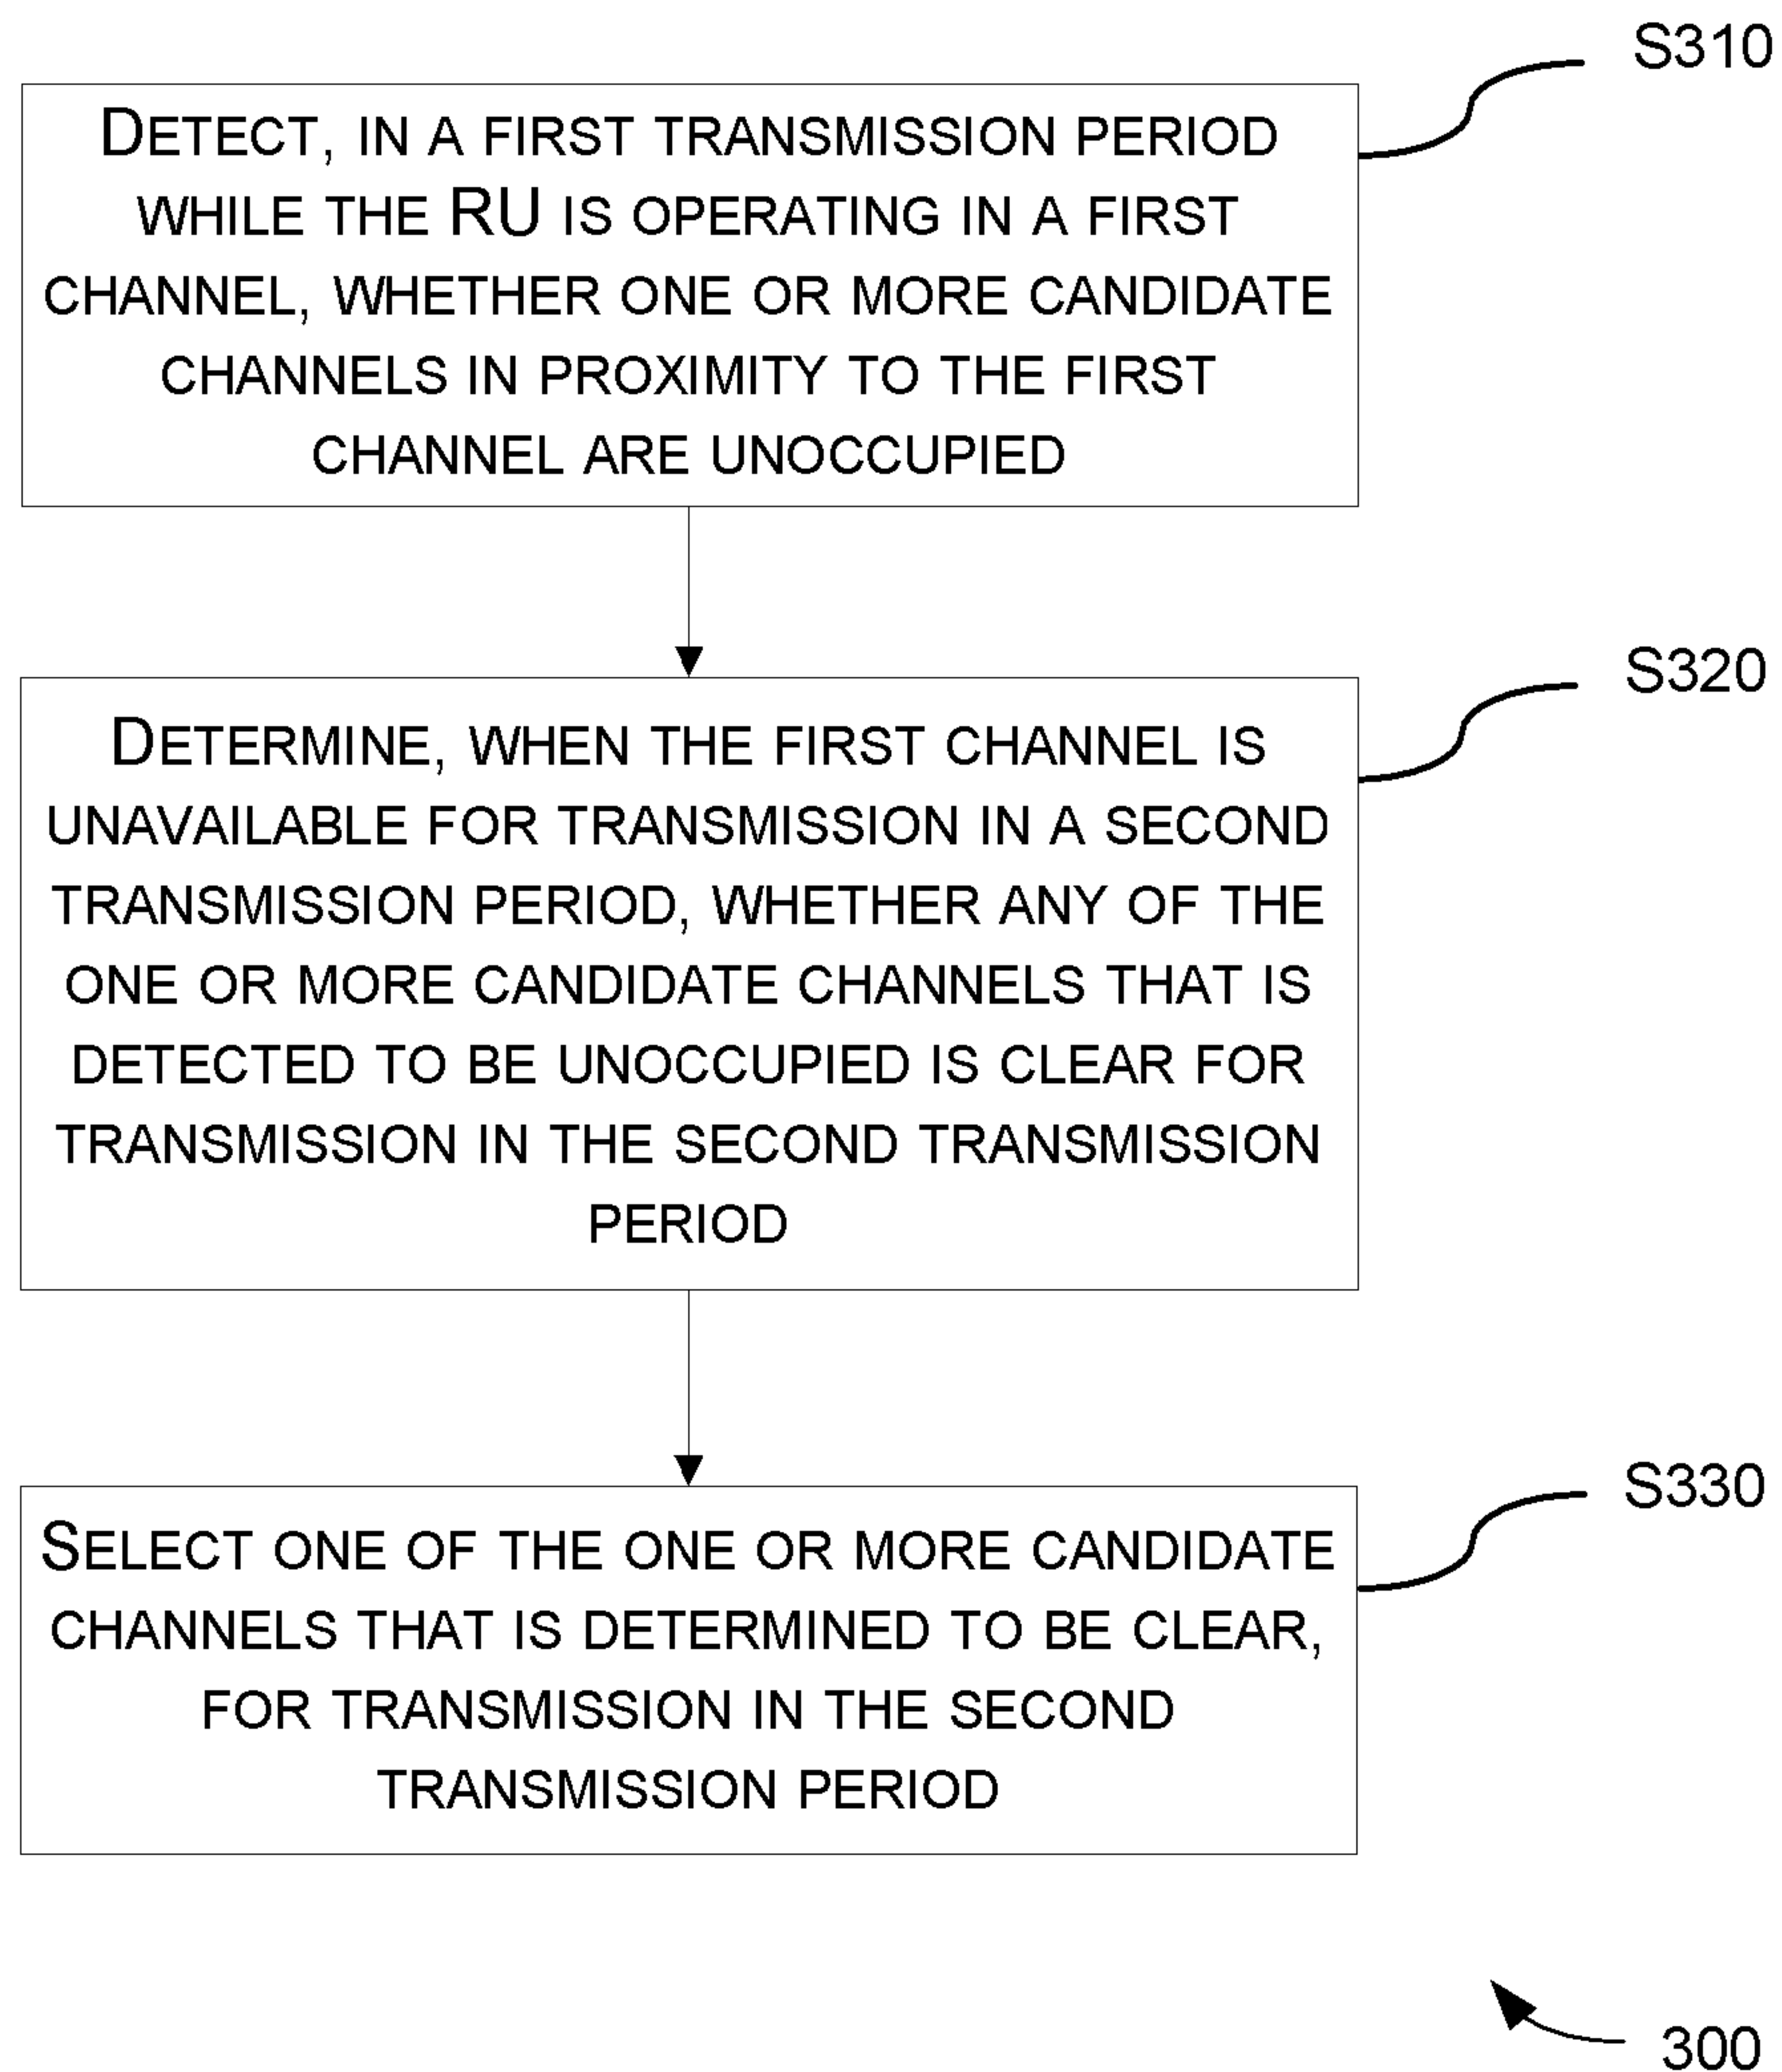 S310
DETECT, IN A FIRST TRANSMISSION PERIOD
WHILE THE RU IS OPERATING IN A FIRST
CHANNEL, WHETHER ONE OR MORE CANDIDATE
CHANNELS IN PROXIMITY TO THE FIRST
CHANNEL ARE UNOCCUPIED
S320
DETERMINE, WHEN THE FIRST CHANNEL IS
UNAVAILABLE FOR TRANSMISSION IN A SECOND
TRANSMISSION PERIOD, WHETHER ANY OF THE
ONE OR MORE CANDIDATE CHANNELS THAT IS
DETECTED TO BE UNOCCUPIED IS CLEAR FOR
TRANSMISSION IN THE SECOND TRANSMISSION
PERIOD
S330
SELECT ONE OF THE ONE OR MORE CANDIDATE
CHANNELS THAT IS DETERMINED TO BE CLEAR,
FOR TRANSMISSION IN THE SECOND
TRANSMISSION PERIOD
300